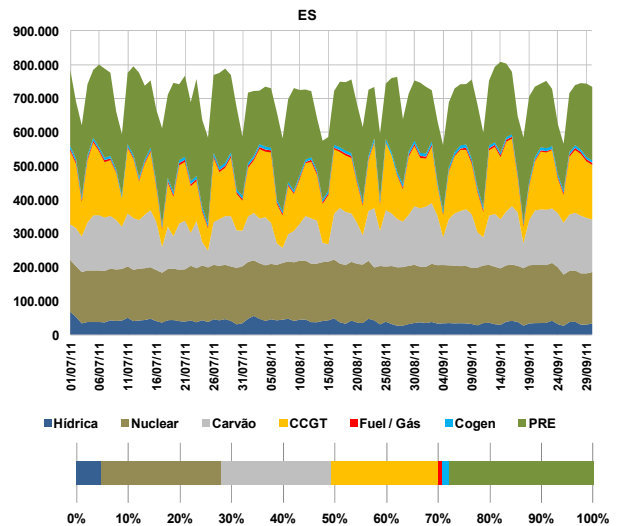 ES
900.000
800.000
700.000
600.000
500.000
400.000
300.000
200.000
100.000
0
01/07/11 06/07/11 11/07/11 16/07/11 21/07/11 26/07/11 31/07/11 05/08/11 10/08/11 15/08/11 20/08/11 25/08/11 30/08/11 04/09/11 09/09/11 14/09/11 19/09/11 24/09/11 29/09/11
Hídrica Nuclear Carvão CCGT Fuel / Gás Cogen PRE
0% 10% 20% 30% 40% 50% 60% 70% 80% 90% 100%